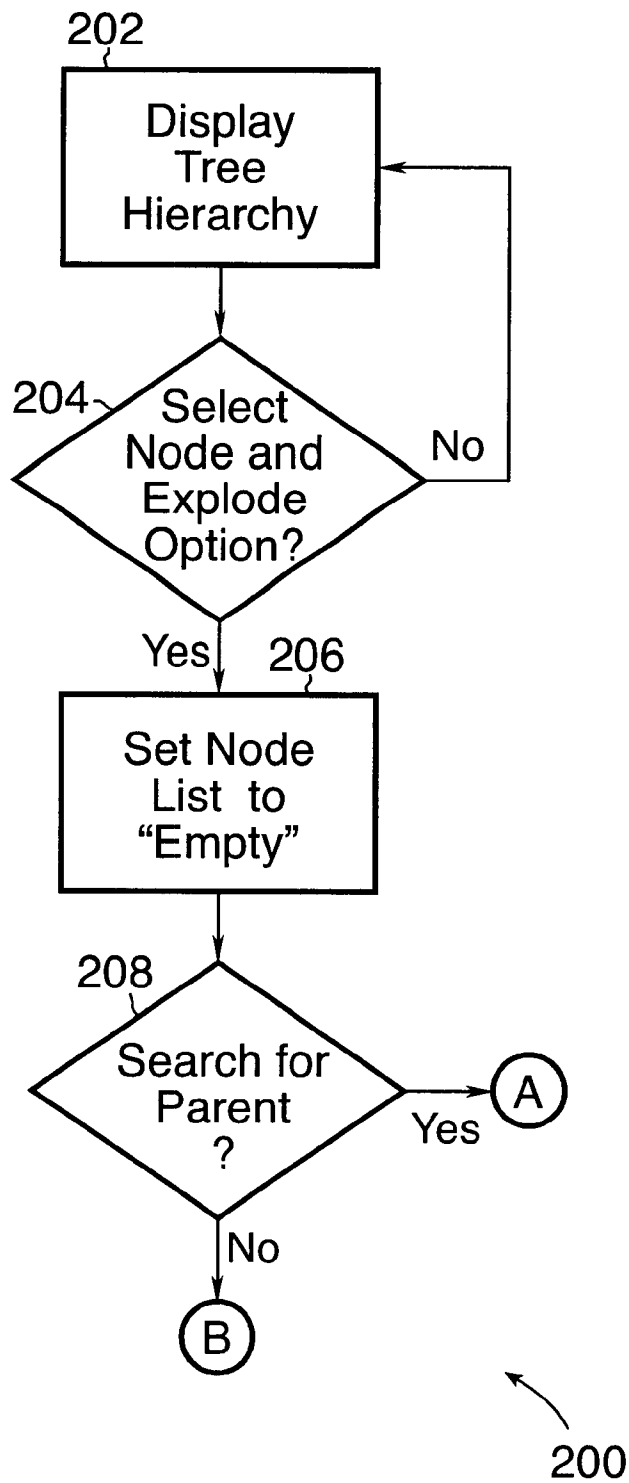 202
Display
Tree
Hierarchy
204
Select
Node and
Explode
Option?
No
Yes
206
Set Node
List to
“Empty”
208
Search for
Parent
?
Yes
A
No
B
200